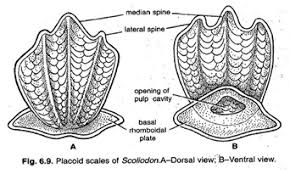 median spine
lateral spine
opening of
pulp cavity
basal
rhomboidal
plate
A
B
Fig. 6.9. Placoid scales of Scoliodon. A–Dorsal view; B–Ventral view.